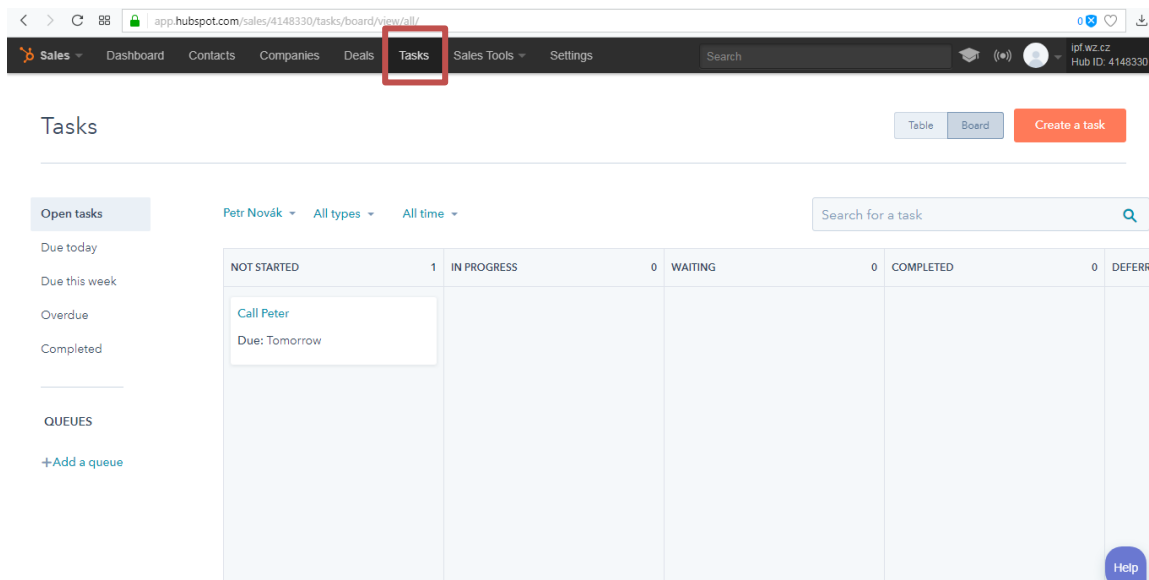 app.hubspot.com/sales/4148330/tasks/board/view/all/ 0
Sales Dashboard Contacts Companies Deals Tasks Sales Tools Settings Search ipf.wz.cz
Hub ID: 4148330
Tasks Table Board Create a task
Open tasks
Due today
Due this week
Overdue
Completed
QUEUES
+Add a queue
Petr Novák All types All time Search for a task
NOT STARTED 1 IN PROGRESS 0 WAITING 0 COMPLETED 0 DEFERR
Call Peter
Due: Tomorrow
Help